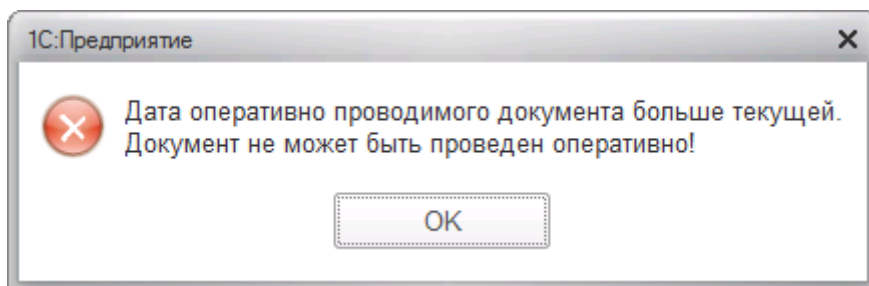 1С:Предприятие
Дата оперативно проводимого документа больше текущей.
Документ не может быть проведен оперативно!
OK